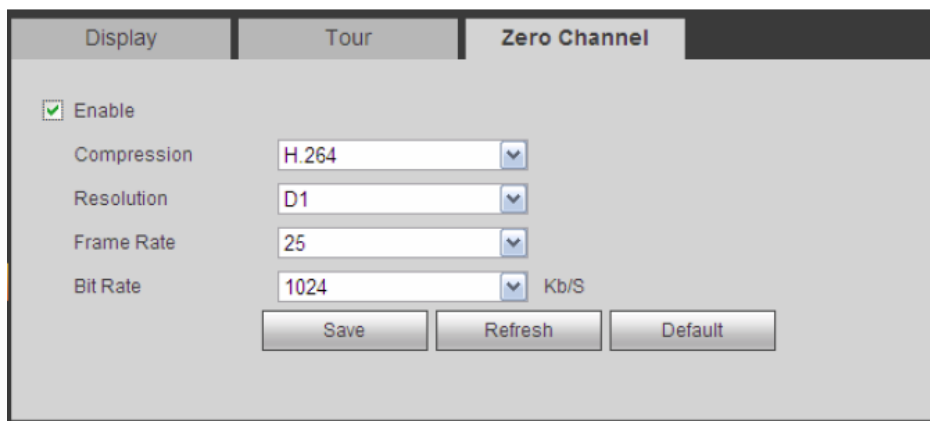 Display Tour Zero Channel
Enable
Compression H.264
Resolution D1
Frame Rate 25
Bit Rate 1024 Kb/S
Save Refresh Default